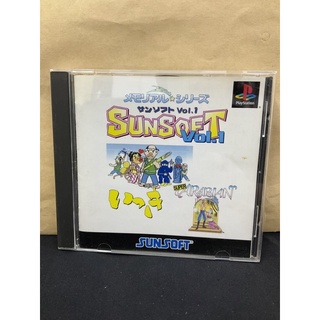 メモリアル☆シリーズ
サンソフト Vol.1
SUNSOFT
Vol.1
PlayStation
いっき
SUPER ARABIAN
SUNSOFT